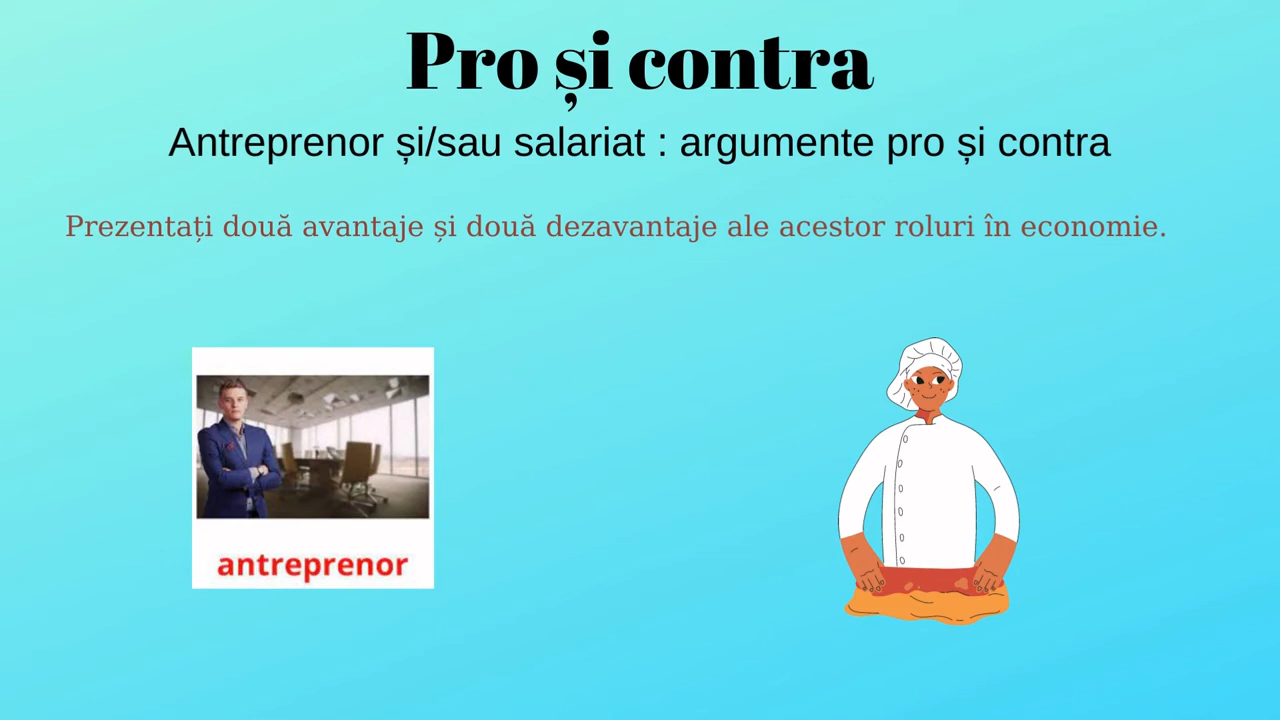 Pro și contra
Antreprenor și/sau salariat : argumente pro și contra
Prezentați două avantaje și două dezavantaje ale acestor roluri în economie.
antreprenor